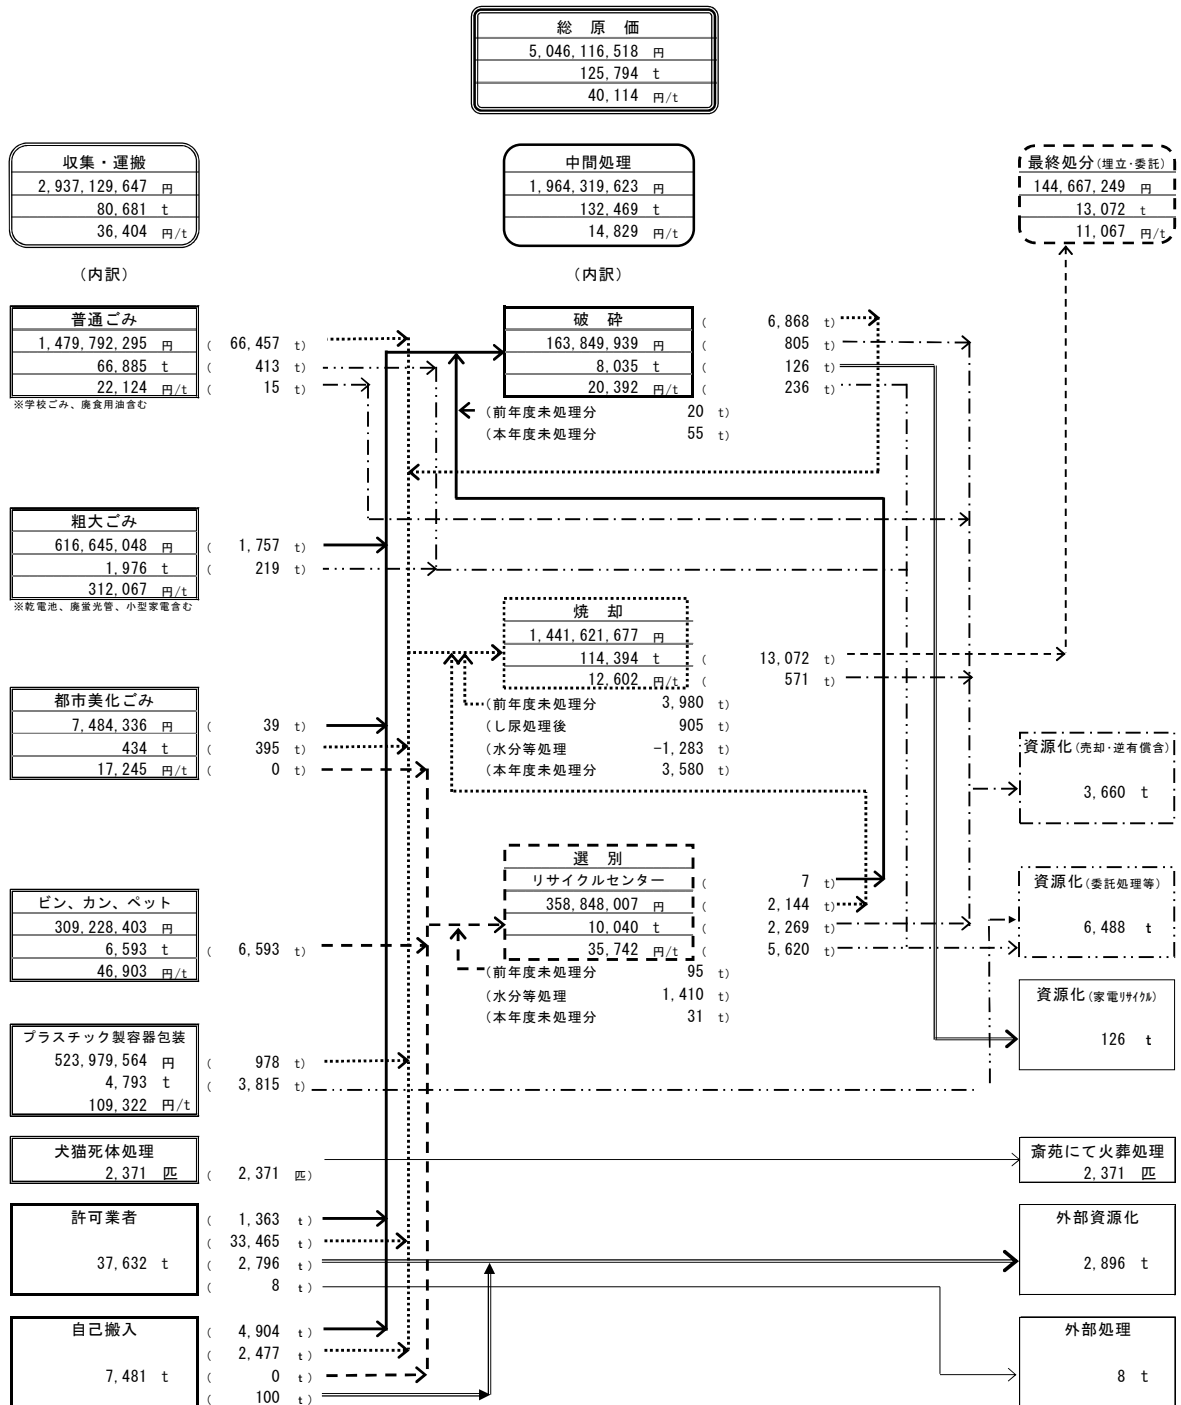 総 原 価
5,046,116,518 円
125,794 t
40,114 円/t
収集・運搬
2,937,129,647 円
80,681 t
36,404 円/t
中間処理
1,964,319,623 円
132,469 t
14,829 円/t
最終処分(埋立・委託)
144,667,249 円
13,072 t
11,067 円/t
(内訳)
(内訳)
普通ごみ
1,479,792,295 円 ( 66,457 t)
66,885 t ( 413 t)
22,124 円/t ( 15 t)
※学校ごみ、廃食用油含む
破 砕 ( 6,868 t)
163,849,939 円 ( 805 t)
8,035 t ( 126 t)
20,392 円/t ( 236 t)
(前年度未処理分 20 t)
(本年度未処理分 55 t)
粗大ごみ
616,645,048 円 ( 1,757 t)
1,976 t ( 219 t)
312,067 円/t
※乾電池、廃蛍光管、小型家電含む
焼 却
1,441,621,677 円
114,394 t ( 13,072 t)
12,602 円/t ( 571 t)
(前年度未処理分 3,980 t)
(し尿処理後 905 t)
(水分等処理 -1,283 t)
(本年度未処理分 3,580 t)
都市美化ごみ
7,484,336 円 ( 39 t)
434 t ( 395 t)
17,245 円/t ( 0 t)
資源化(売却・逆有償含)
3,660 t
選 別
リサイクルセンター ( 7 t)
358,848,007 円 ( 2,144 t)
10,040 t ( 2,269 t)
35,742 円/t ( 5,620 t)
(前年度未処理分 95 t)
(水分等処理 1,410 t)
(本年度未処理分 31 t)
資源化(委託処理等)
6,488 t
ビン、カン、ペット
309,228,403 円
6,593 t ( 6,593 t)
46,903 円/t
資源化(家電ﾘｻｲｸﾙ)
126 t
プラスチック製容器包装
523,979,564 円 ( 978 t)
4,793 t ( 3,815 t)
109,322 円/t
犬猫死体処理
2,371 匹 ( 2,371 匹)
斎苑にて火葬処理
2,371 匹
許可業者 ( 1,363 t)
( 33,465 t)
37,632 t ( 2,796 t)
( 8 t)
外部資源化
2,896 t
自己搬入 ( 4,904 t)
( 2,477 t)
7,481 t ( 0 t)
( 100 t)
外部処理
8 t